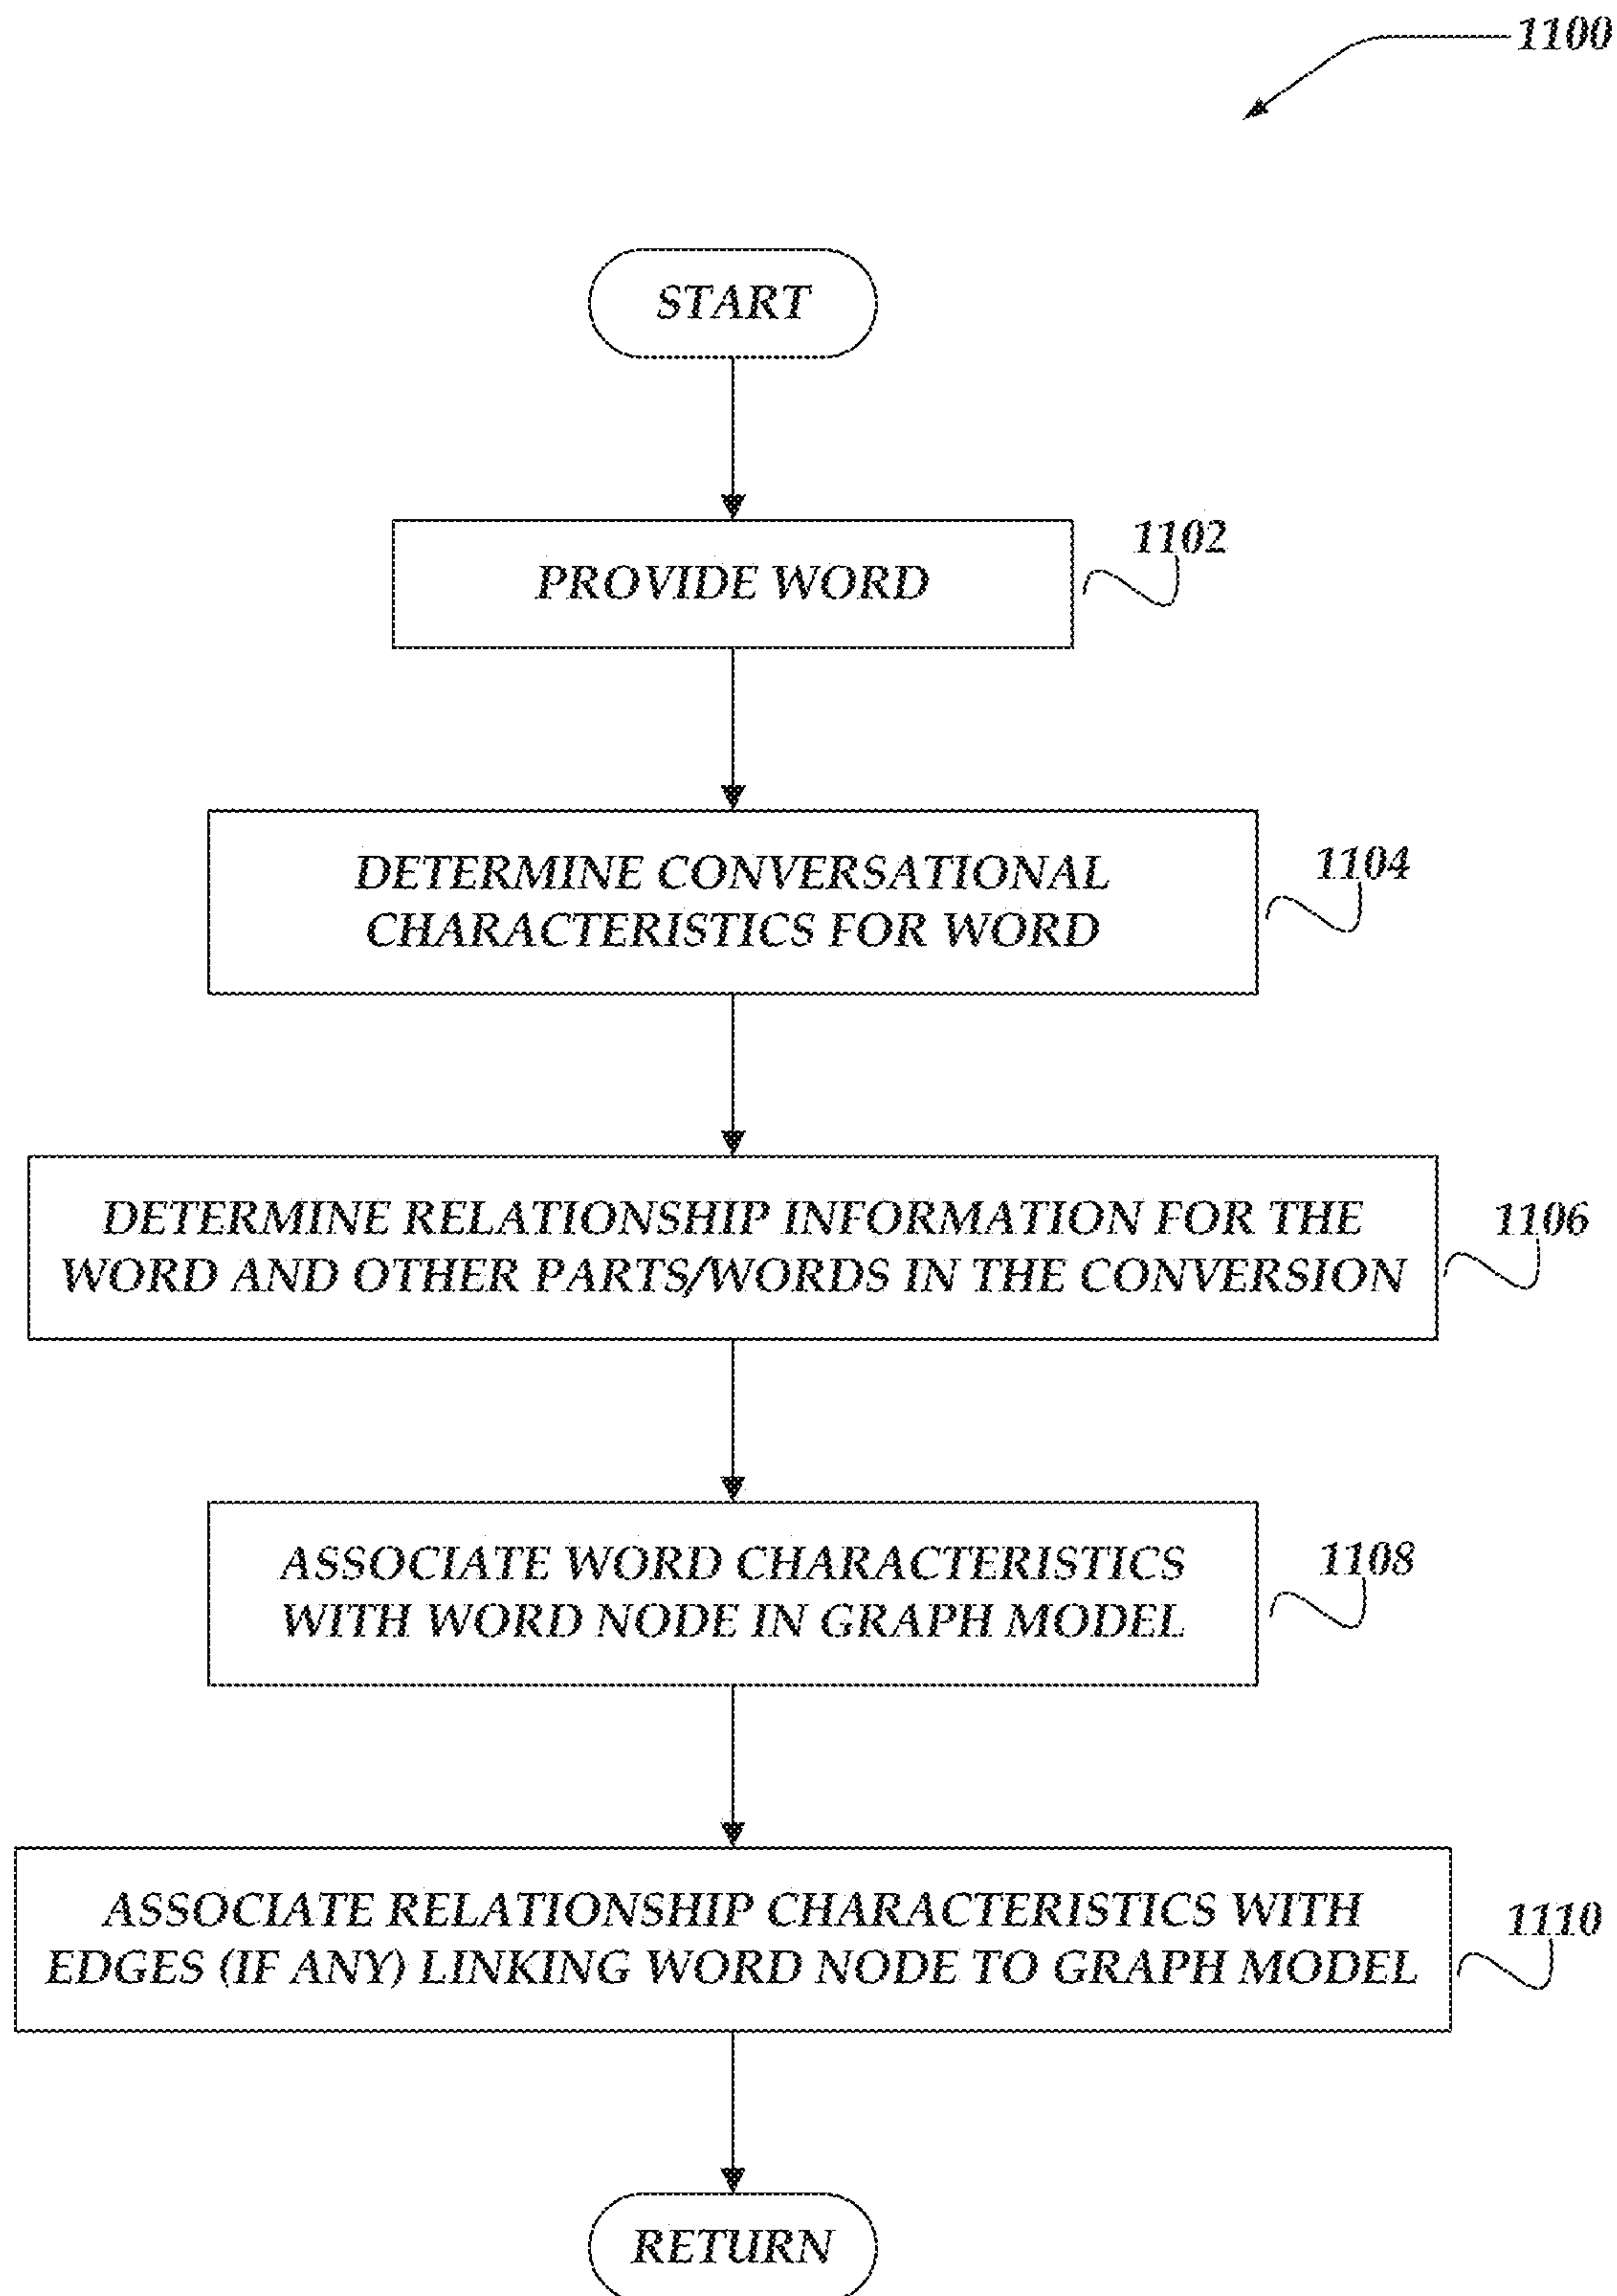 1100
START
PROVIDE WORD
1102
DETERMINE CONVERSATIONAL
CHARACTERISTICS FOR WORD
1104
DETERMINE RELATIONSHIP INFORMATION FOR THE
WORD AND OTHER PARTS/WORDS IN THE CONVERSION
1106
ASSOCIATE WORD CHARACTERISTICS
WITH WORD NODE IN GRAPH MODEL
1108
ASSOCIATE RELATIONSHIP CHARACTERISTICS WITH
EDGES (IF ANY) LINKING WORD NODE TO GRAPH MODEL
1110
RETURN